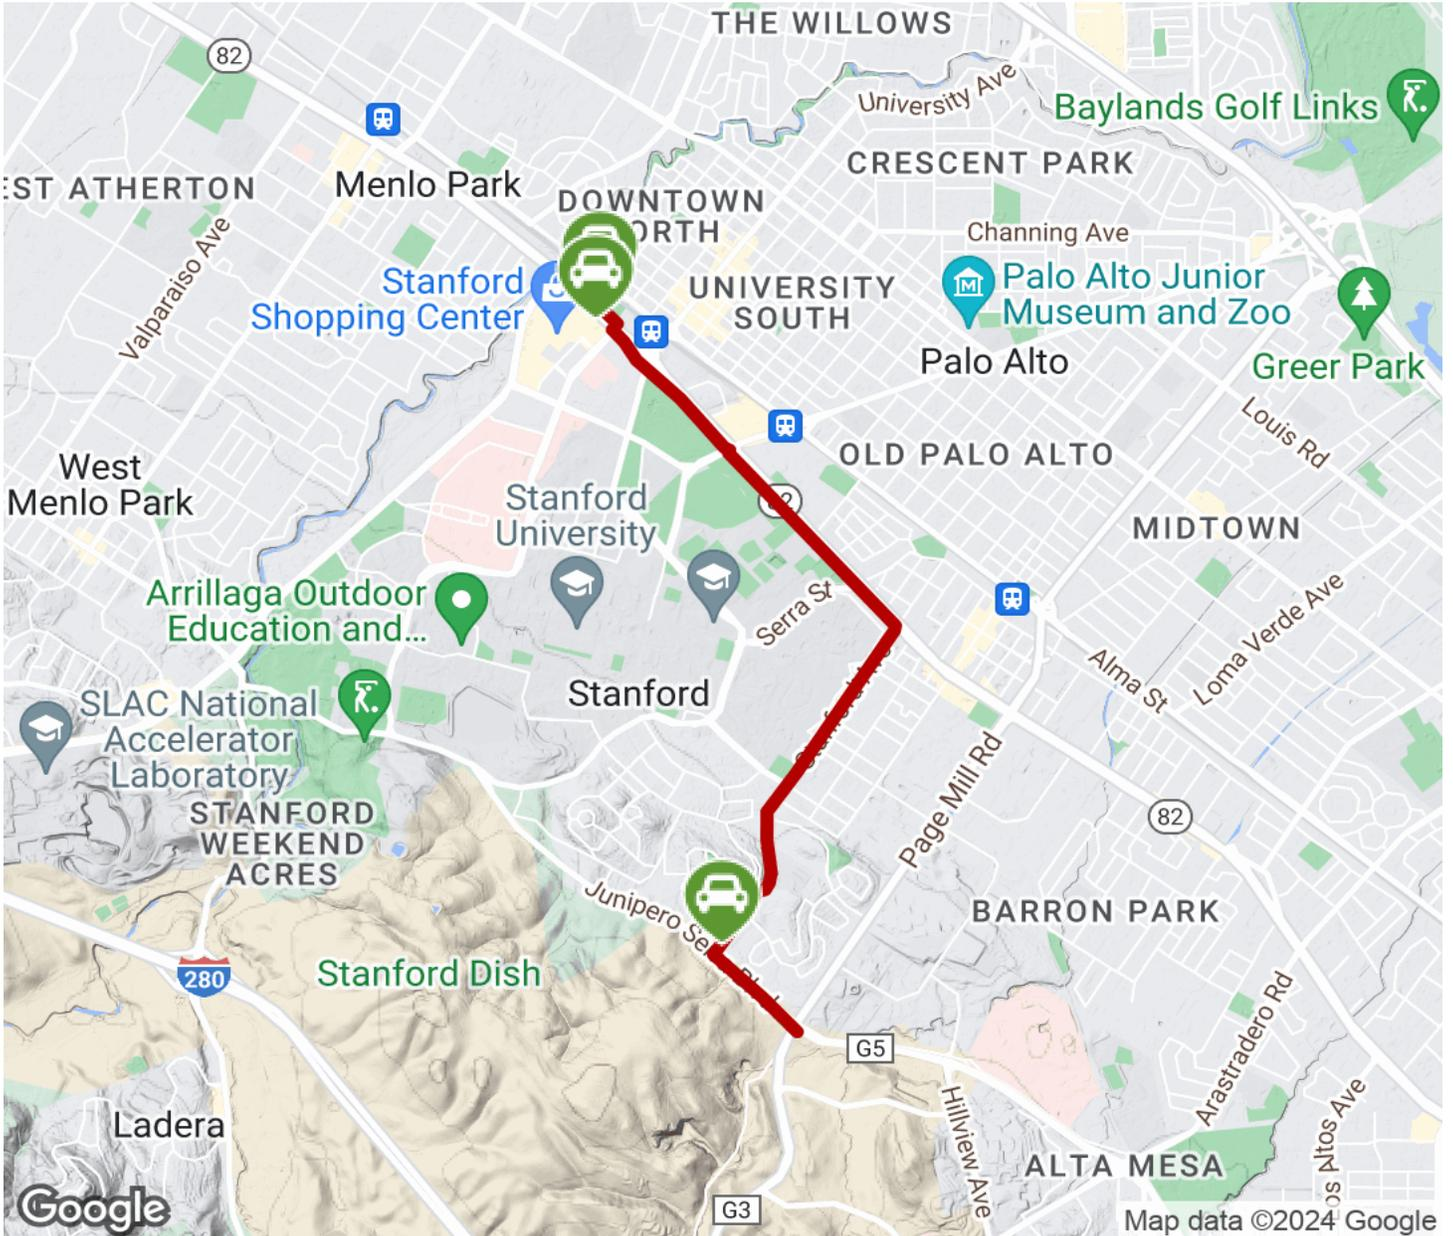 THE WILLOWS
82
University Ave
Baylands Golf Links
CRESCENT PARK
EST ATHERTON
Menlo Park
DOWNTOWN
ORTH
Valparaiso Ave
Channing Ave
Stanford
Shopping Center
UNIVERSITY
SOUTH
Palo Alto Junior
Museum and Zoo
Palo Alto
Greer Park
Louis Rd
West
Menlo Park
OLD PALO ALTO
Stanford
University
MIDTOWN
Arrillaga Outdoor
Education and...
Serra St
Loma Verde Ave
Alma St
Stanford
Stanford Ave
SLAC National
Accelerator
Laboratory
Page Mill Rd
82
STANFORD
WEEKEND
ACRES
Junipero Serra Blvd
BARRON PARK
280
Stanford Dish
G5
Arastradero Rd
Hillview Ave
Ladera
ALTA MESA
os Altos Ave
G3
Google
Map data ©2024 Google